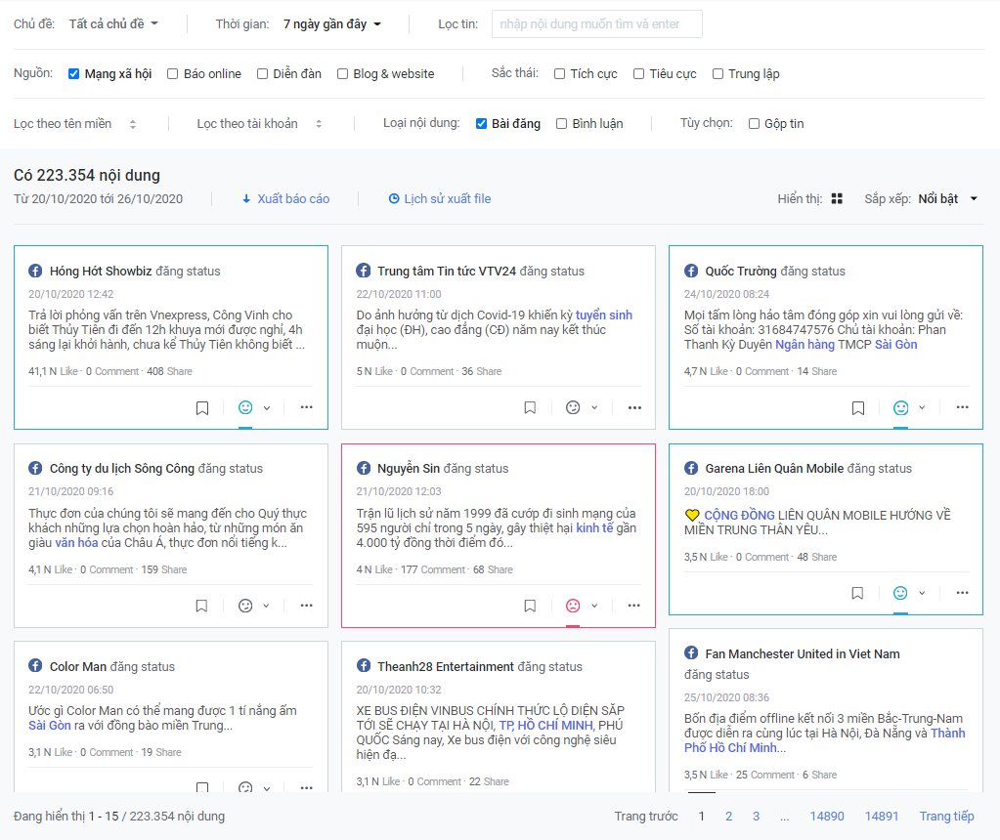 Chủ đề: Tất cả chủ đề Thời gian: 7 ngày gần đây Lọc tin: nhập nội dung muốn tìm và enter
Nguồn: Mạng xã hội Báo online Diễn đàn Blog & website Sắc thái: Tích cực Tiêu cực Trung lập
Lọc theo tên miền Lọc theo tài khoản Loại nội dung: Bài đăng Bình luận Tùy chọn: Gộp tin
Có 223.354 nội dung
Từ 20/10/2020 tới 26/10/2020 Xuất báo cáo Lịch sử xuất file Hiển thị: Sắp xếp: Nổi bật
Hóng Hớt Showbiz đăng status
20/10/2020 12:42
Trả lời phỏng vấn trên Vnexpress, Công Vinh cho
biết Thủy Tiên đi đến 12h khuya mới được nghỉ, 4h
sáng lại khởi hành, chưa kể Thủy Tiên không biết ...
41,1 N Like · 0 Comment · 408 Share
Trung tâm Tin tức VTV24 đăng status
22/10/2020 11:00
Do ảnh hưởng từ dịch Covid-19 khiến kỳ tuyển sinh
đại học (ĐH), cao đẳng (CĐ) năm nay kết thúc
muộn...
5 N Like · 0 Comment · 36 Share
Quốc Trường đăng status
24/10/2020 08:24
Mọi tấm lòng hảo tâm đóng góp xin vui lòng gửi về:
Số tài khoản: 31684747576 Chủ tài khoản: Phan
Thanh Kỳ Duyên Ngân hàng TMCP Sài Gòn
4,7 N Like · 0 Comment · 14 Share
Công ty du lịch Sông Công đăng status
21/10/2020 09:16
Thực đơn của chúng tôi sẽ mang đến cho Quý thực
khách những lựa chọn hoàn hảo, từ những món ăn
giàu văn hóa của Châu Á, thực đơn nổi tiếng k...
4,1 N Like · 0 Comment · 159 Share
Nguyễn Sin đăng status
21/10/2020 12:03
Trận lũ lịch sử năm 1999 đã cướp đi sinh mạng của
595 người chỉ trong 5 ngày, gây thiệt hại kinh tế gần
4.000 tỷ đồng thời điểm đó...
4 N Like · 177 Comment · 68 Share
Garena Liên Quân Mobile đăng status
20/10/2020 18:00
CỘNG ĐỒNG LIÊN QUÂN MOBILE HƯỚNG VỀ
MIỀN TRUNG THÂN YÊU...
3,5 N Like · 0 Comment · 48 Share
Color Man đăng status
22/10/2020 06:50
Ước gì Color Man có thể mang được 1 tí nắng ấm
Sài Gòn ra với đồng bào miền Trung...
3,1 N Like · 0 Comment · 19 Share
Theanh28 Entertainment đăng status
20/10/2020 10:32
XE BUS ĐIỆN VINBUS CHÍNH THỨC LỘ DIỆN SẮP
TỚI SẼ CHẠY TẠI HÀ NỘI, TP, HỒ CHÍ MINH, PHÚ
QUỐC Sáng nay, Xe bus điện với công nghệ siêu
hiện đạ...
3,1 N Like · 0 Comment · 22 Share
Fan Manchester United in Viet Nam
đăng status
25/10/2020 08:36
Bốn địa điểm offline kết nối 3 miền Bắc-Trung-Nam
được diễn ra cùng lúc tại Hà Nội, Đà Nẵng và Thành
Phố Hồ Chí Minh...
3,5 N Like · 25 Comment · 6 Share
Đang hiển thị 1 - 15 / 223.354 nội dung Trang trước 1 2 3 ... 14890 14891 Trang tiếp